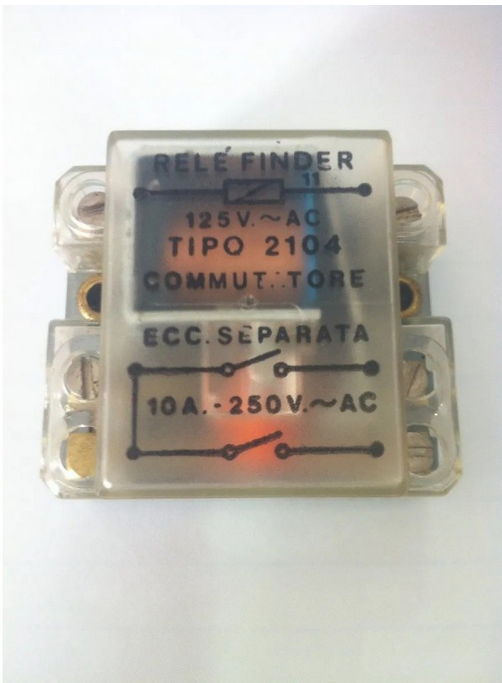 RELÉ FINDER
11
125V.~AC
TIPO 2104
COMMUT.TORE
ECC. SEPARATA
10A.-250V.~AC